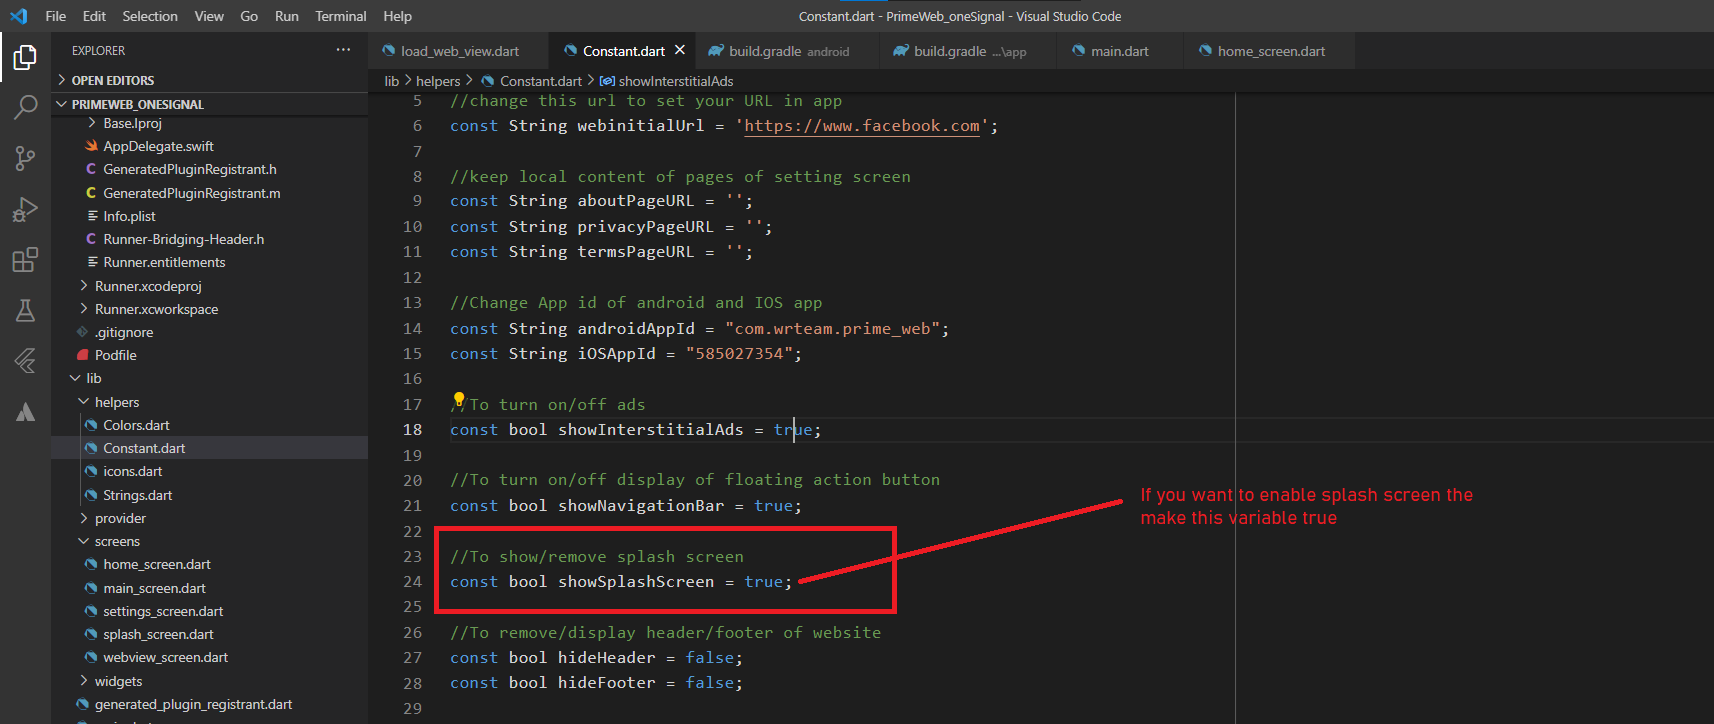 File Edit Selection View Go Run Terminal Help
Constant.dart - PrimeWeb_oneSignal - Visual Studio Code
EXPLORER ···
OPEN EDITORS
PRIMEWEB_ONESIGNAL
Base.lproj
AppDelegate.swift
C GeneratedPluginRegistrant.h
C GeneratedPluginRegistrant.m
Info.plist
C Runner-Bridging-Header.h
Runner.entitlements
Runner.xcodeproj
Runner.xcworkspace
.gitignore
Podfile
lib
helpers
Colors.dart
Constant.dart
icons.dart
Strings.dart
provider
screens
home_screen.dart
main_screen.dart
settings_screen.dart
splash_screen.dart
webview_screen.dart
widgets
generated_plugin_registrant.dart
load_web_view.dart
Constant.dart
build.gradle android
build.gradle ...\app
main.dart
home_screen.dart
lib > helpers > Constant.dart > showInterstitialAds
5 //change this url to set your URL in app
6 const String webinitialUrl = 'https://www.facebook.com';
7
8 //keep local content of pages of setting screen
9 const String aboutPageURL = '';
10 const String privacyPageURL = '';
11 const String termsPageURL = '';
12
13 //Change App id of android and IOS app
14 const String androidAppId = "com.wrteam.prime_web";
15 const String iOSAppId = "585027354";
16
17 //To turn on/off ads
18 const bool showInterstitialAds = true;
19
20 //To turn on/off display of floating action button
21 const bool showNavigationBar = true;
22
23 //To show/remove splash screen
24 const bool showSplashScreen = true;
25
26 //To remove/display header/footer of website
27 const bool hideHeader = false;
28 const bool hideFooter = false;
29
If you want to enable splash screen the
make this variable true